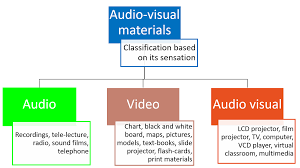 Audio-visual
materials
Classification based
on its sensation
Audio
Recordings, tele-lecture,
radio, sound films,
telephone
Video
Chart, black and white
board, maps, pictures,
models, text-books, slide
projector, flash-cards,
print materials
Audio visual
LCD projector, film
projector, TV, computer,
VCD player, virtual
classroom, multimedia